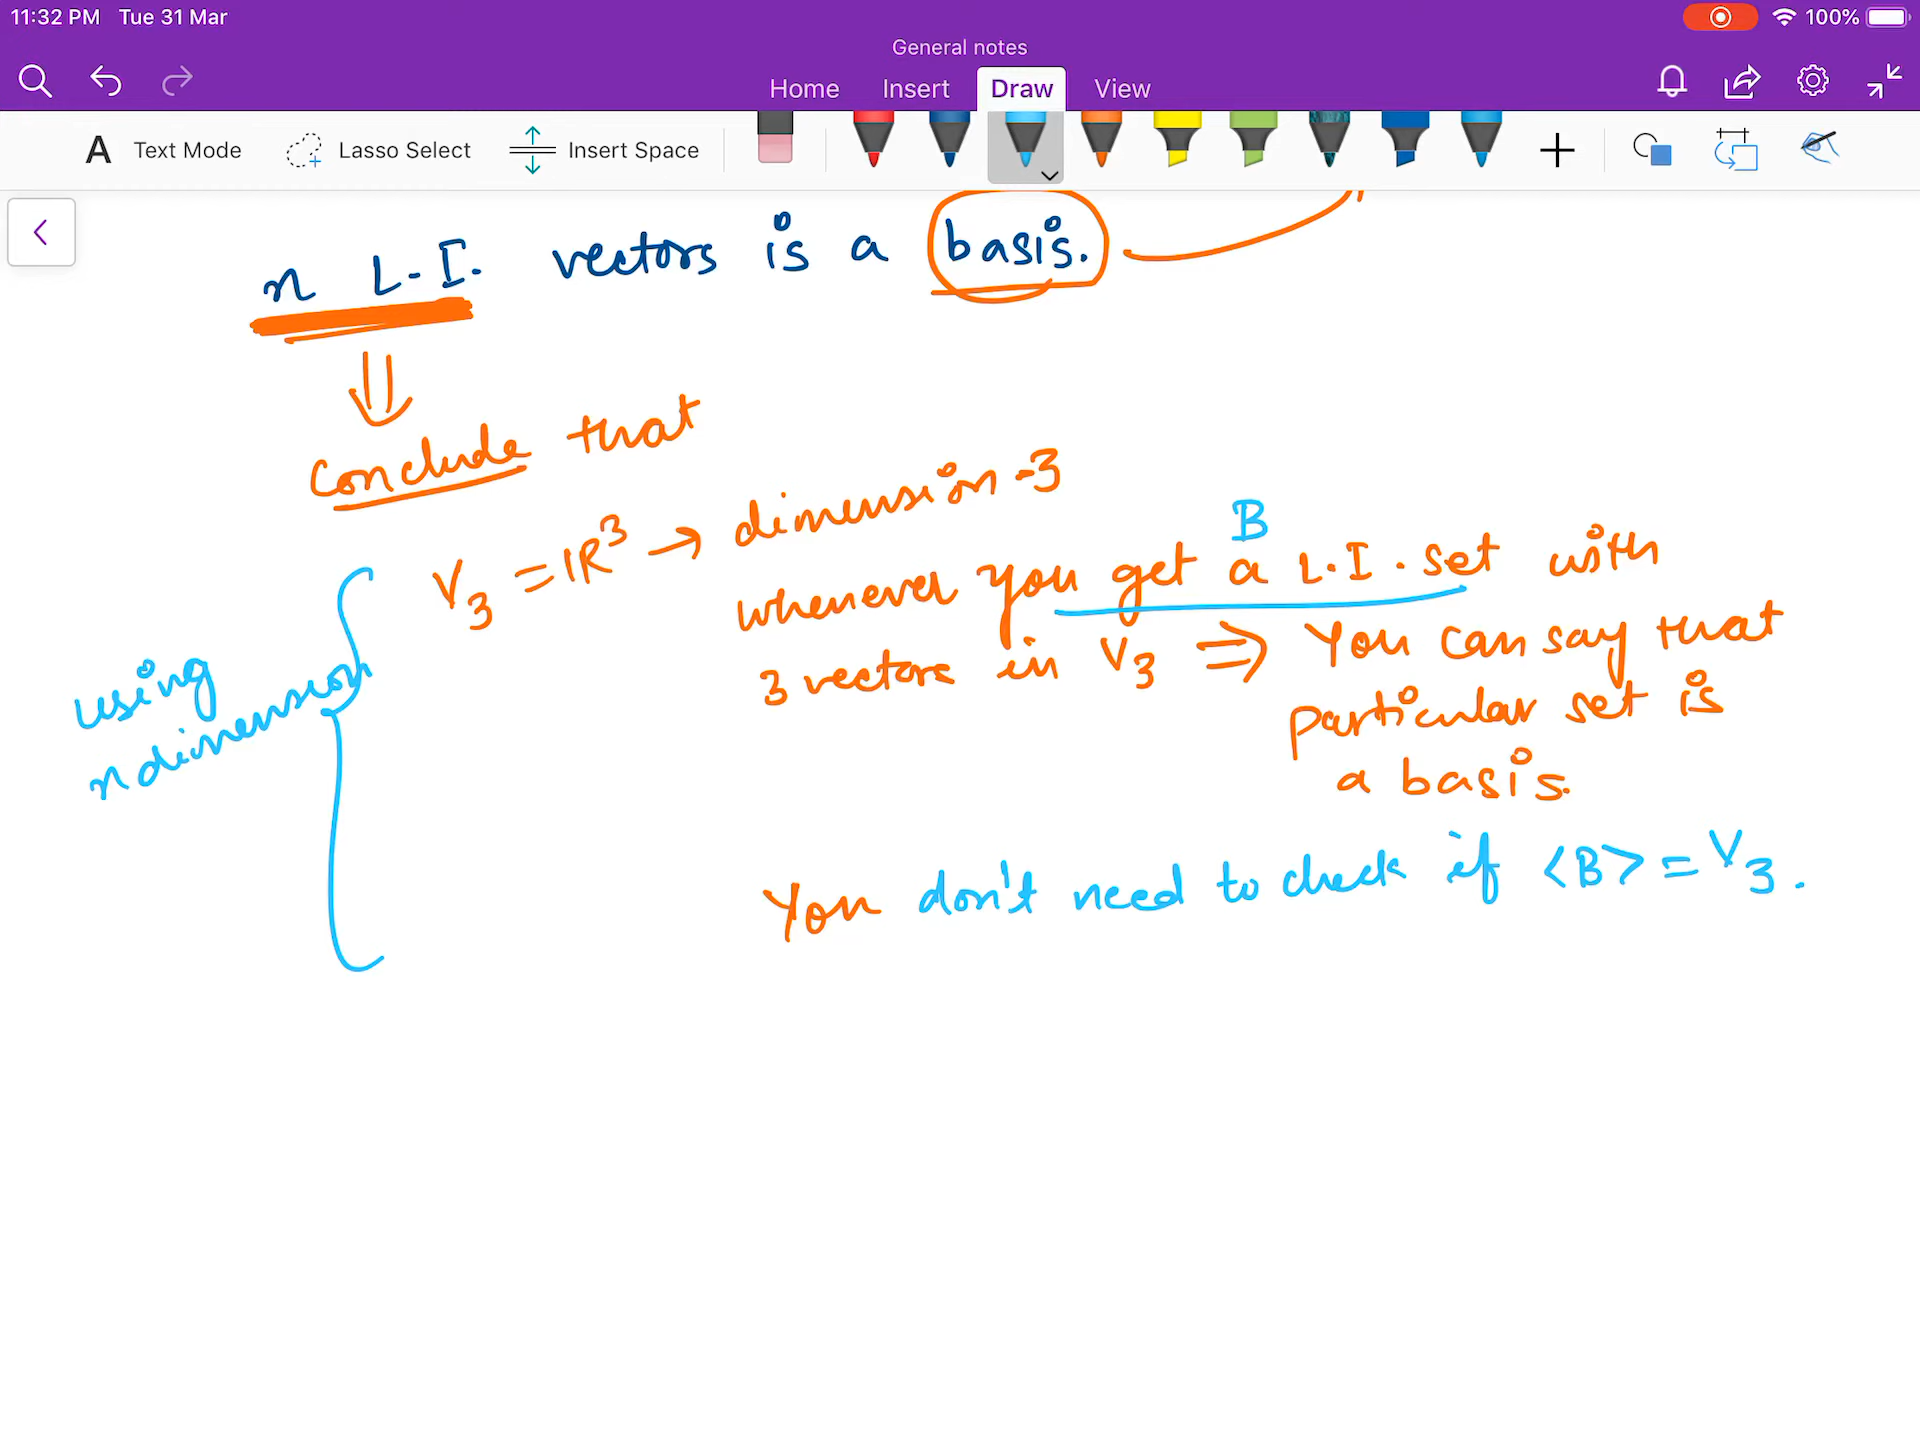 11:32 PM Tue 31 Mar
100%
General notes
Home Insert Draw View
A Text Mode Lasso Select Insert Space
n L.I. vectors is a basis.
Conclude that
V₃ = ℝ³ → dimension - 3
B
whenever you get a L.I. set with
3 vectors in V₃ ⇒ You can say that
particular set is
a basis.
using
n dimension
You don't need to check if <B> = V₃.